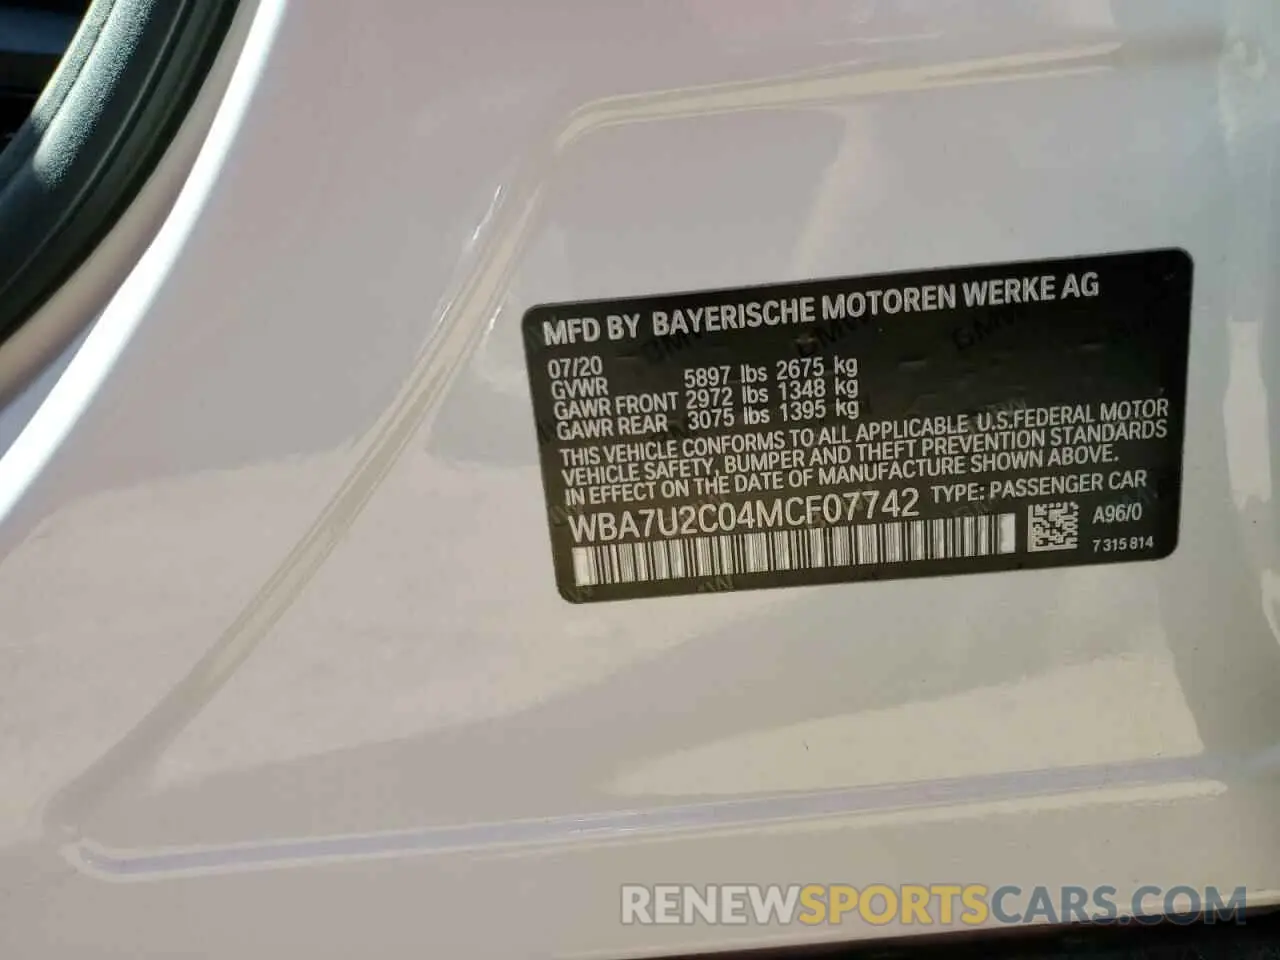 MFD BY BAYERISCHE MOTOREN WERKE AG
07/20
GVWR 5897 lbs 2675 kg
GAWR FRONT 2972 lbs 1348 kg
GAWR REAR 3075 lbs 1395 kg
THIS VEHICLE CONFORMS TO ALL APPLICABLE U.S.FEDERAL MOTOR
VEHICLE SAFETY, BUMPER AND THEFT PREVENTION STANDARDS
IN EFFECT ON THE DATE OF MANUFACTURE SHOWN ABOVE.
WBA7U2C04MCF07742 TYPE: PASSENGER CAR
A96/0
7 315 814
RENEWSPORTSCARS.COM